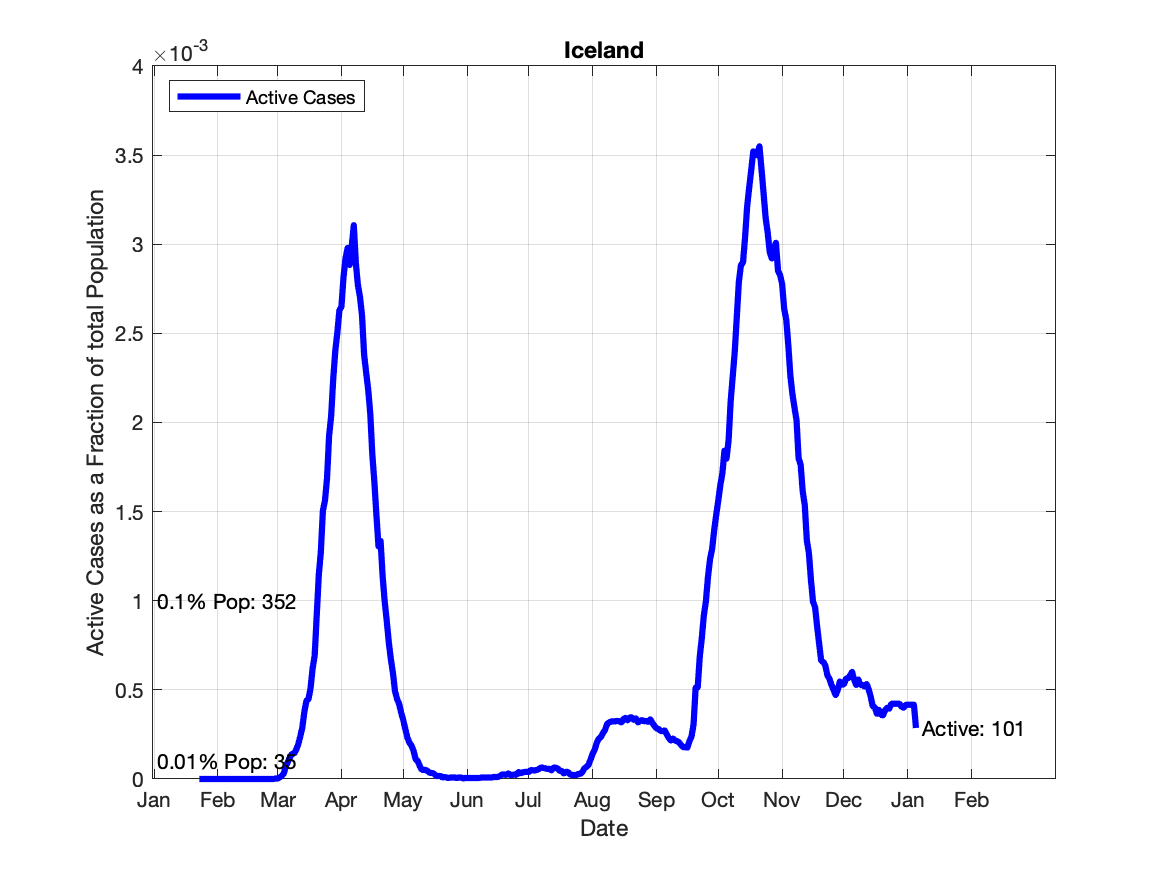 Iceland
×10-3
Active Cases
4
3.5
3
2.5
2
1.5
1
0.5
0
Active Cases as a Fraction of total Population
0.1% Pop: 352
0.01% Pop: 35
Active: 101
Jan Feb Mar Apr May Jun Jul Aug Sep Oct Nov Dec Jan Feb
Date